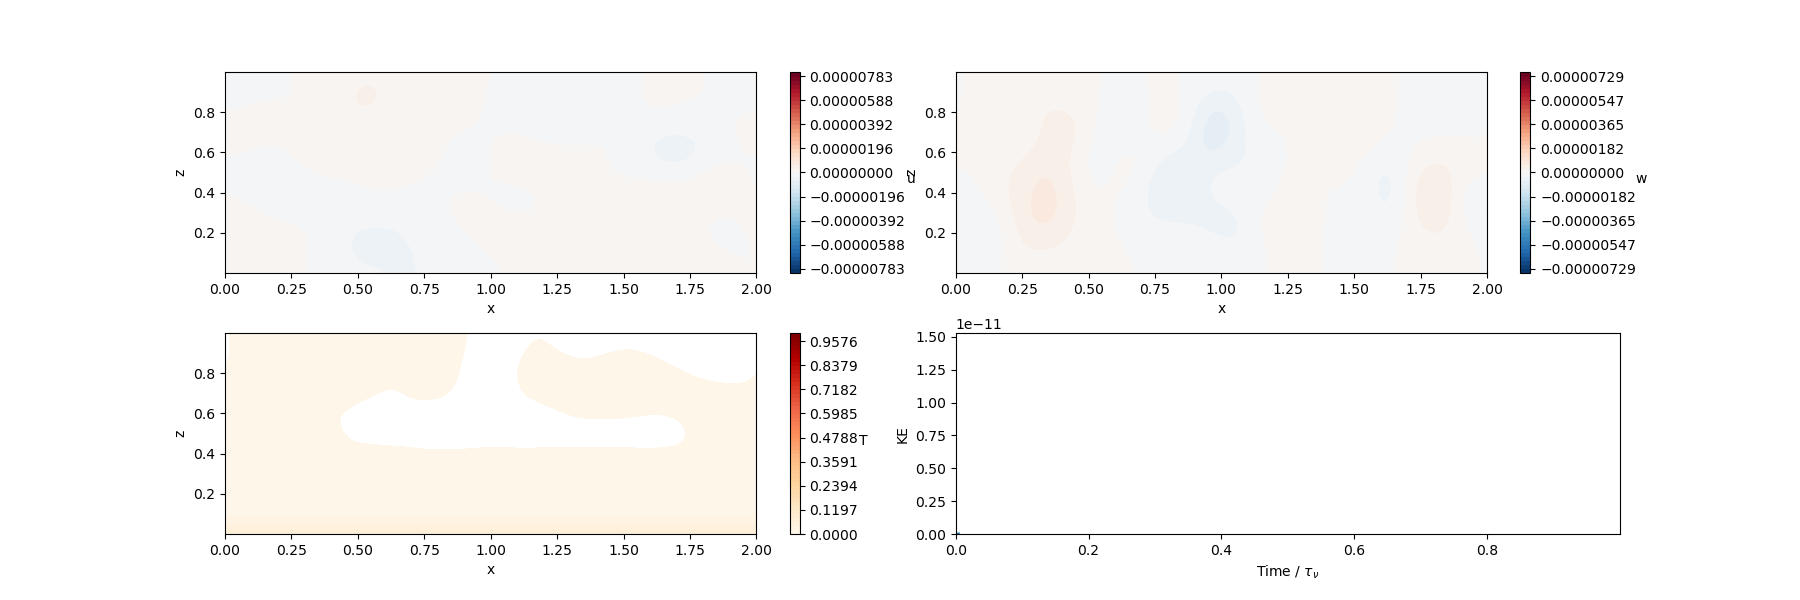 0.8
0.6
0.4
0.2
z
0.00 0.25 0.50 0.75 1.00 1.25 1.50 1.75 2.00
x
0.00000783
0.00000588
0.00000392
0.00000196
0.00000000
−0.00000196
−0.00000392
−0.00000588
−0.00000783
u
0.8
0.6
0.4
0.2
z
0.00 0.25 0.50 0.75 1.00 1.25 1.50 1.75 2.00
x
0.00000729
0.00000547
0.00000365
0.00000182
0.00000000
−0.00000182
−0.00000365
−0.00000547
−0.00000729
w
0.8
0.6
0.4
0.2
z
0.00 0.25 0.50 0.75 1.00 1.25 1.50 1.75 2.00
x
0.9576
0.8379
0.7182
0.5985
0.4788
0.3591
0.2394
0.1197
0.0000
T
1e−11
1.50
1.25
1.00
0.75
0.50
0.25
0.00
KE
0.0 0.2 0.4 0.6 0.8
Time / τν